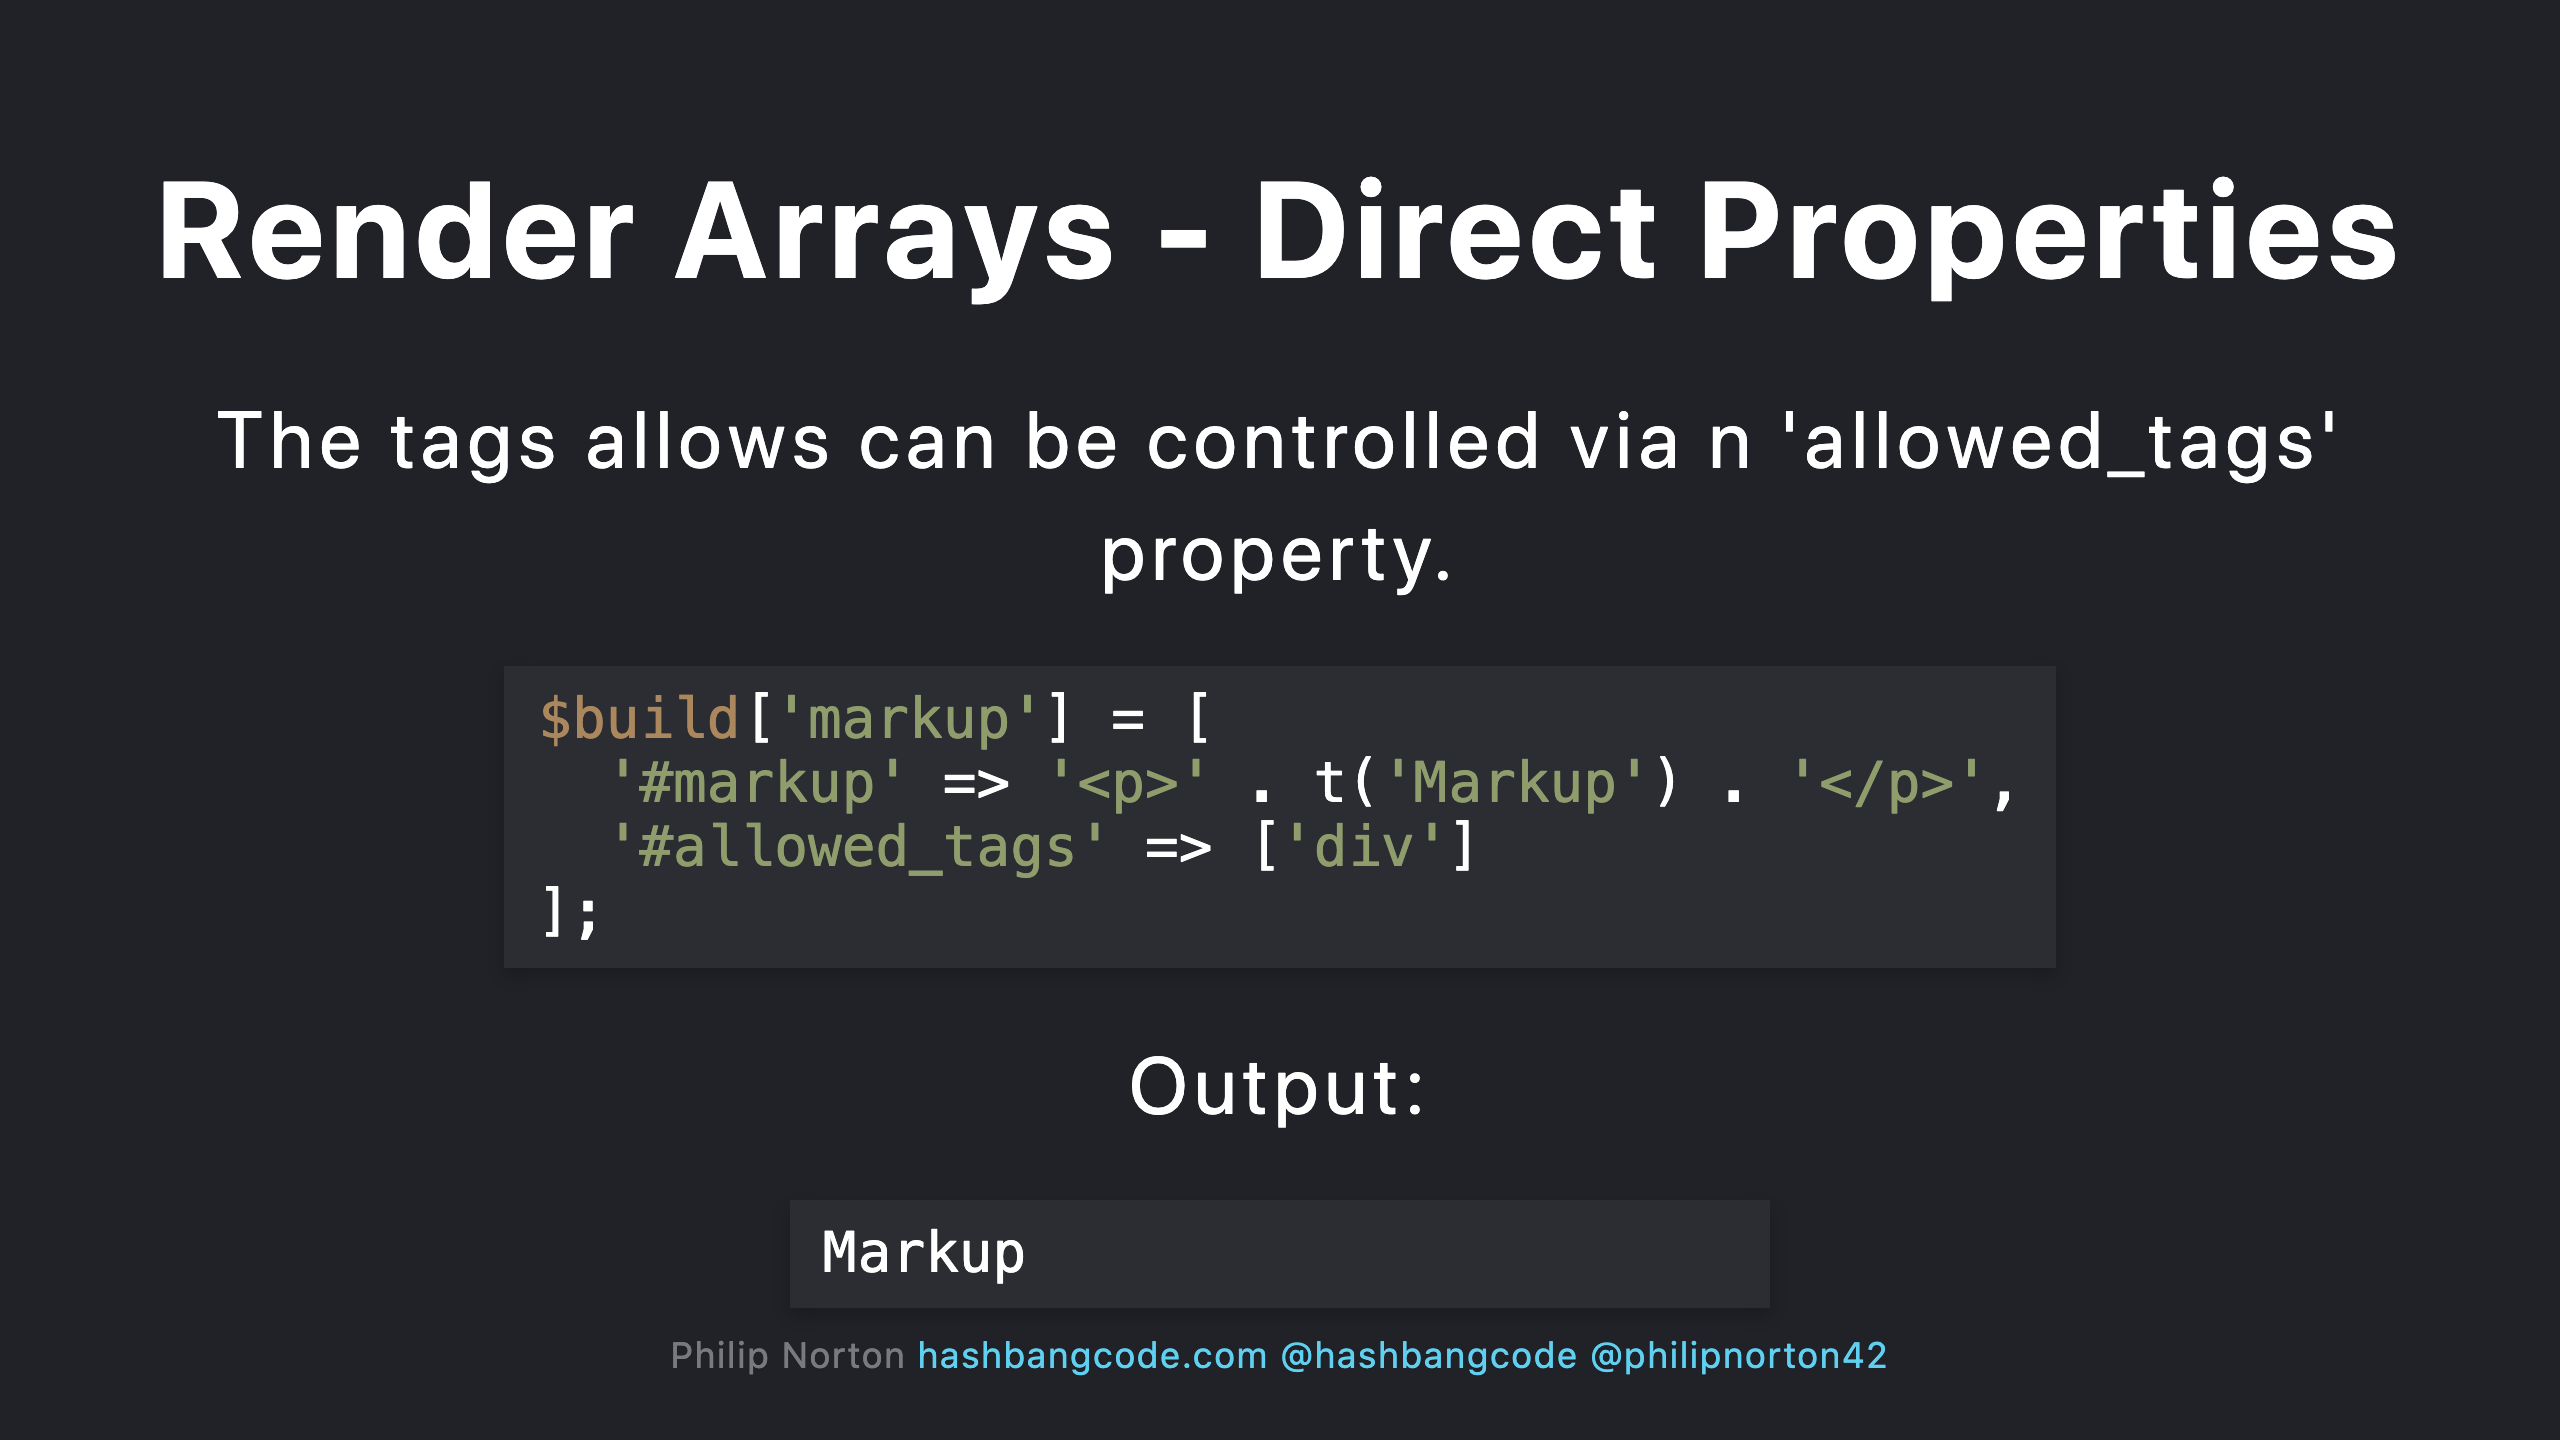 Render Arrays - Direct Properties
The tags allows can be controlled via n 'allowed_tags'
property.
$build['markup'] = [
  '#markup' => '<p>' . t('Markup') . '</p>',
  '#allowed_tags' => ['div']
];
Output:
Markup
Philip Norton hashbangcode.com @hashbangcode @philipnorton42